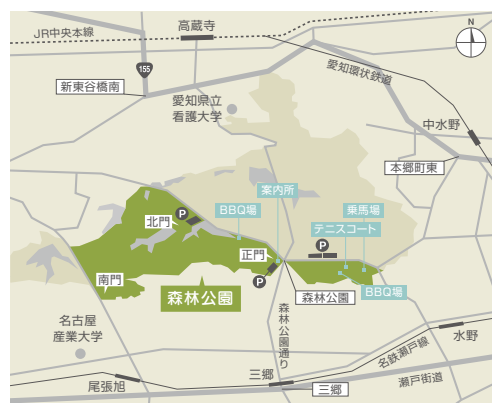 高蔵寺
JR中央本線
N
155
愛知環状鉄道
新東谷橋南
愛知県立
看護大学
中水野
本郷町東
案内所
乗馬場
BBQ場
北門
P
テニスコート
P
正門
南門
P
BBQ場
森林公園
森林公園
名古屋
産業大学
森林公園通り
水野
名鉄瀬戸線
三郷
瀬戸街道
尾張旭
三郷